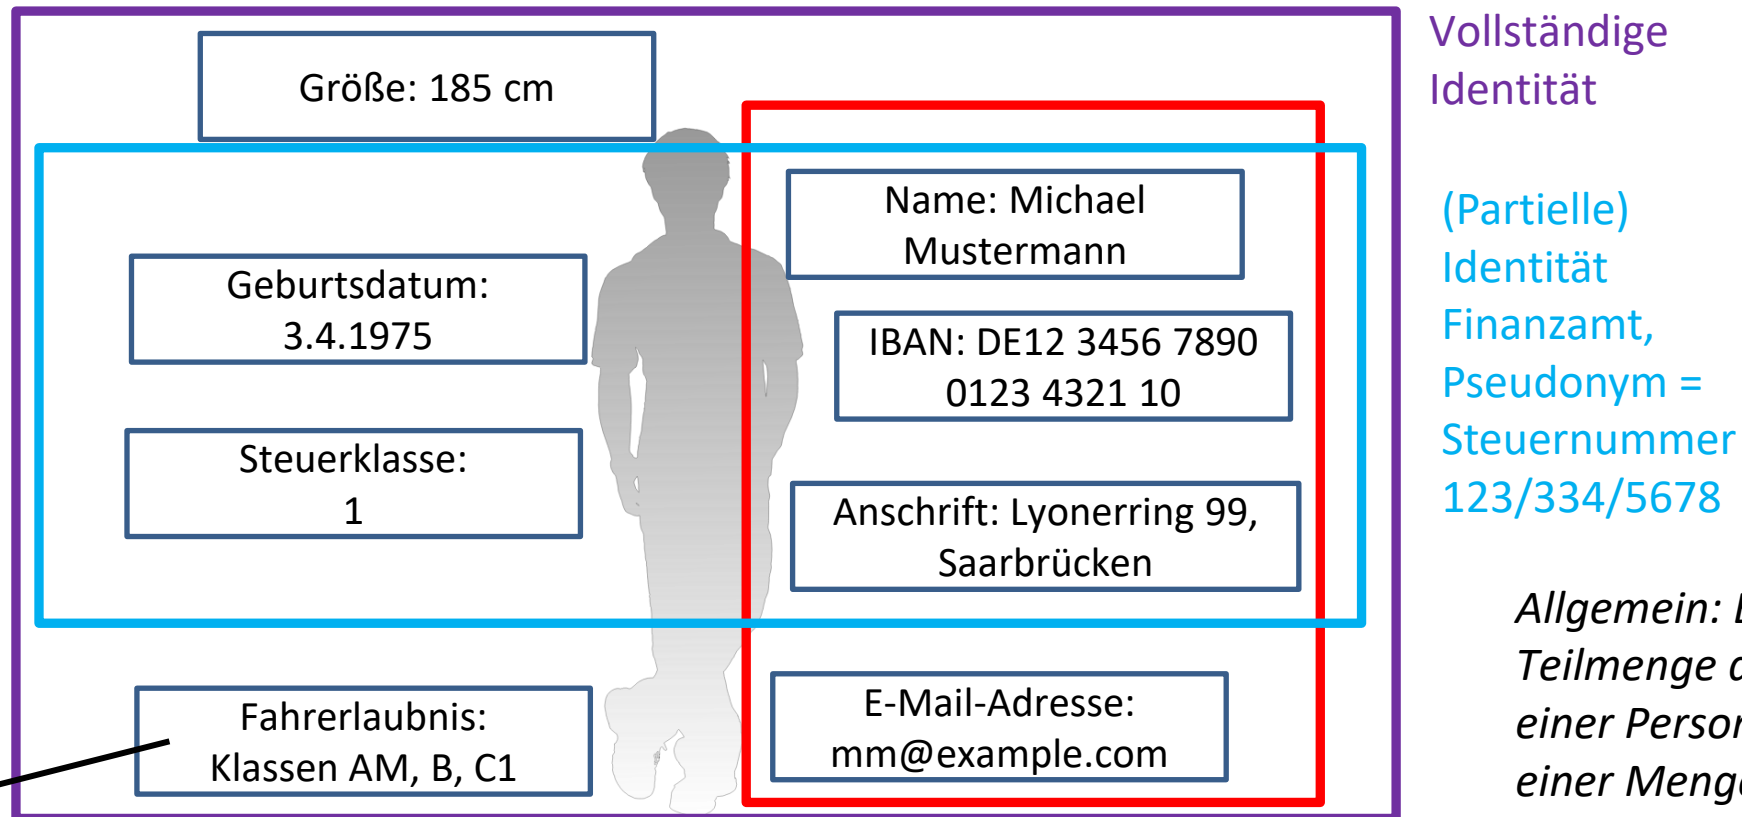 Größe: 185 cm
Name: Michael
Mustermann
Geburtsdatum:
3.4.1975
IBAN: DE12 3456 7890
0123 4321 10
Steuerklasse:
1
Anschrift: Lyonerring 99,
Saarbrücken
Fahrerlaubnis:
Klassen AM, B, C1
E-Mail-Adresse:
mm@example.com
Vollständige
Identität
(Partielle)
Identität
Finanzamt,
Pseudonym =
Steuernummer
123/334/5678
Allgemein:
Teilmenge
einer Person
einer Menge